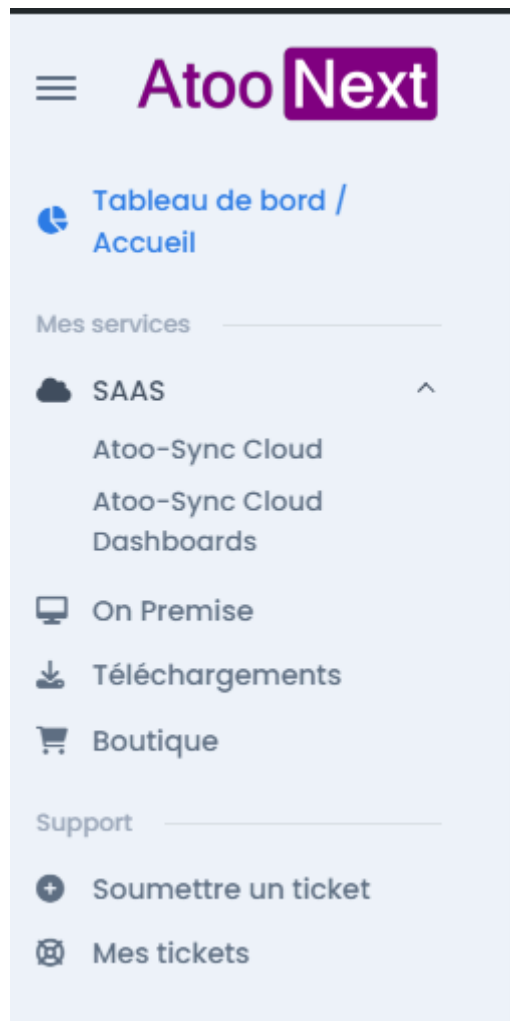 Atoo Next
Tableau de bord /
Accueil
Mes services
SAAS
Atoo-Sync Cloud
Atoo-Sync Cloud
Dashboards
On Premise
Téléchargements
Boutique
Support
Soumettre un ticket
Mes tickets